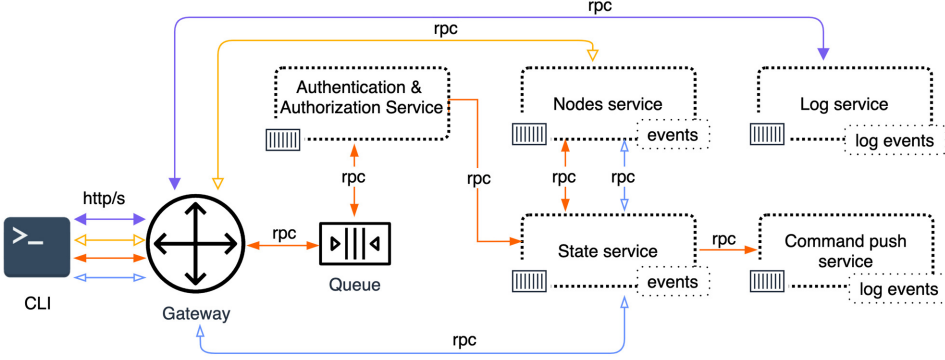 rpc
rpc
Authentication &
Authorization Service
Nodes service
events
Log service
log events
rpc
rpc
rpc
rpc
http/s
>_
CLI
Gateway
rpc
Queue
State service
events
rpc
Command push
service
log events
rpc